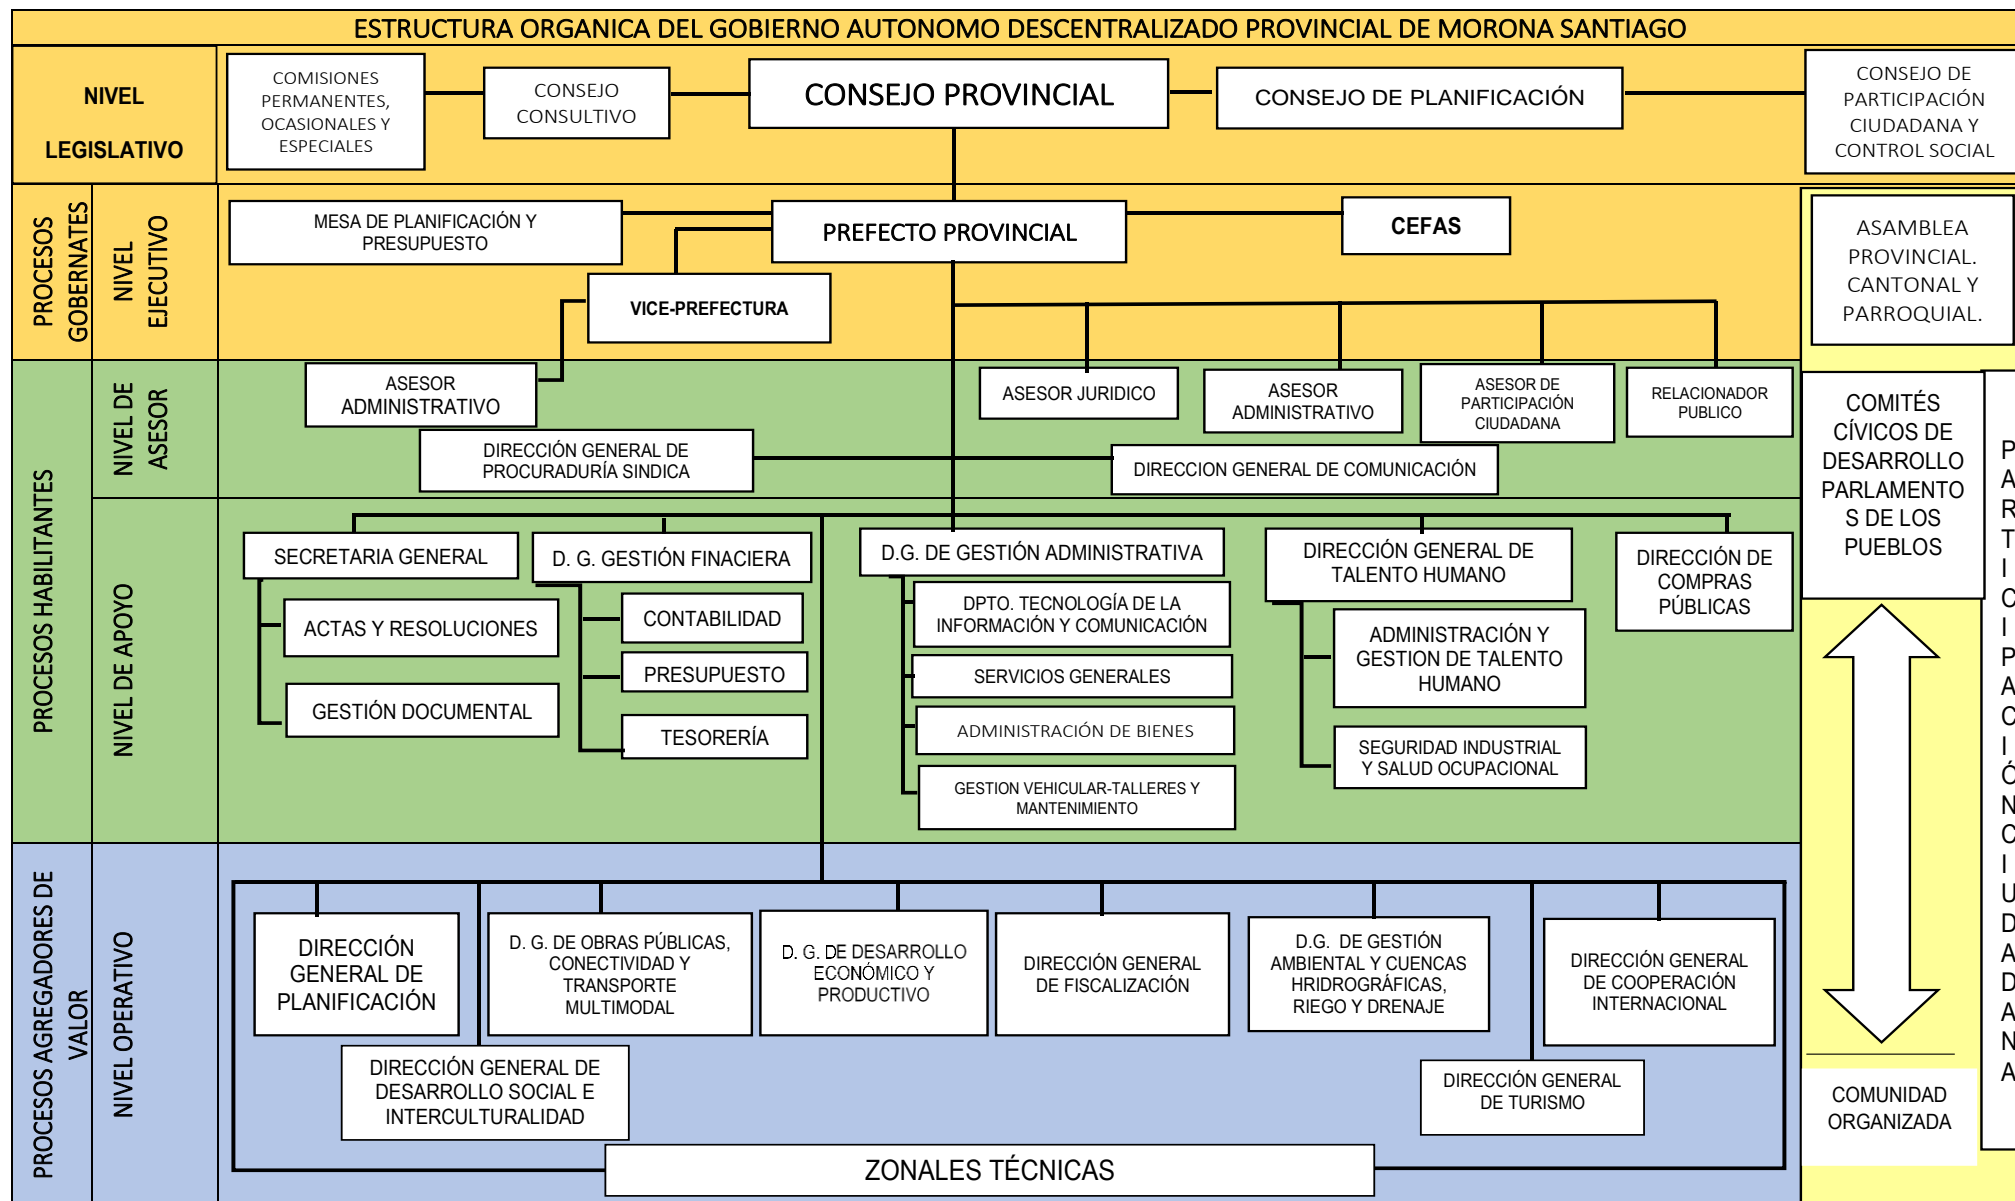 ESTRUCTURA ORGANICA DEL GOBIERNO AUTONOMO DESCENTRALIZADO PROVINCIAL DE MORONA SANTIAGO
NIVEL
LEGISLATIVO
COMISIONES
PERMANENTES,
OCASIONALES Y
ESPECIALES
CONSEJO
CONSULTIVO
CONSEJO PROVINCIAL
CONSEJO DE PLANIFICACIÓN
CONSEJO DE
PARTICIPACIÓN
CIUDADANA Y
CONTROL SOCIAL
PROCESOS
GOBERNATES
NIVEL
EJECUTIVO
MESA DE PLANIFICACIÓN Y
PRESUPUESTO
PREFECTO PROVINCIAL
CEFAS
VICE-PREFECTURA
ASAMBLEA
PROVINCIAL.
CANTONAL Y
PARROQUIAL.
PROCESOS HABILITANTES
NIVEL DE
ASESOR
ASESOR
ADMINISTRATIVO
ASESOR JURIDICO
ASESOR
ADMINISTRATIVO
ASESOR DE
PARTICIPACIÓN
CIUDADANA
RELACIONADOR
PUBLICO
DIRECCIÓN GENERAL DE
PROCURADURÍA SINDICA
DIRECCION GENERAL DE COMUNICACIÓN
COMITÉS
CÍVICOS DE
DESARROLLO
PARLAMENTO
S DE LOS
PUEBLOS
NIVEL DE APOYO
SECRETARIA GENERAL
ACTAS Y RESOLUCIONES
GESTIÓN DOCUMENTAL
D. G. GESTIÓN FINACIERA
CONTABILIDAD
PRESUPUESTO
TESORERÍA
D.G. DE GESTIÓN ADMINISTRATIVA
DPTO. TECNOLOGÍA DE LA
INFORMACIÓN Y COMUNICACIÓN
SERVICIOS GENERALES
ADMINISTRACIÓN DE BIENES
GESTION VEHICULAR-TALLERES Y
MANTENIMIENTO
DIRECCIÓN GENERAL DE
TALENTO HUMANO
ADMINISTRACIÓN Y
GESTION DE TALENTO
HUMANO
SEGURIDAD INDUSTRIAL
Y SALUD OCUPACIONAL
DIRECCIÓN DE
COMPRAS
PÚBLICAS
PROCESOS AGREGADORES DE
VALOR
NIVEL OPERATIVO
DIRECCIÓN
GENERAL DE
PLANIFICACIÓN
D. G. DE OBRAS PÚBLICAS,
CONECTIVIDAD Y
TRANSPORTE
MULTIMODAL
D. G. DE DESARROLLO
ECONÓMICO Y
PRODUCTIVO
DIRECCIÓN GENERAL
DE FISCALIZACIÓN
D.G. DE GESTIÓN
AMBIENTAL Y CUENCAS
HRIDROGRÁFICAS,
RIEGO Y DRENAJE
DIRECCIÓN GENERAL
DE COOPERACIÓN
INTERNACIONAL
DIRECCIÓN GENERAL DE
DESARROLLO SOCIAL E
INTERCULTURALIDAD
DIRECCIÓN GENERAL
DE TURISMO
ZONALES TÉCNICAS
COMUNIDAD
ORGANIZADA
P
A
R
T
I
C
I
P
A
C
I
Ó
N
C
I
U
D
A
D
A
N
A